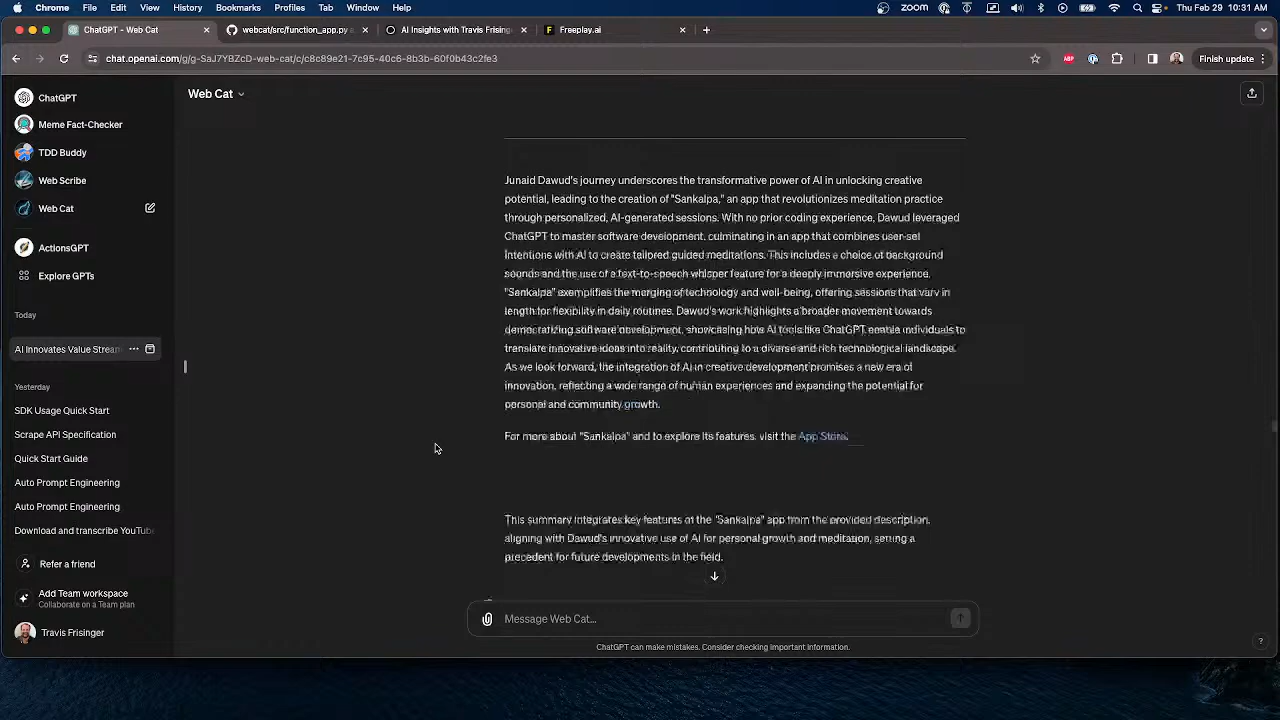 Chrome File Edit View History Bookmarks Profiles Tab Window Help
zoom
Thu Feb 29 10:31 AM
ChatGPT - Web Cat
webcat/src/function_app.py
AI Insights with Travis Frising
Freeplay.ai
chat.openai.com/g/g-SaJ7YBZcD-web-cat/c/c8c89e21-7c95-40c6-8b3b-60f0b43c2fe3
ABP
Finish update
ChatGPT
Meme Fact-Checker
TDD Buddy
Web Scribe
Web Cat
ActionsGPT
Explore GPTs
Today
AI Innovates Value Stream
Yesterday
SDK Usage Quick Start
Scrape API Specification
Quick Start Guide
Auto Prompt Engineering
Auto Prompt Engineering
Download and transcribe YouTube
Refer a friend
Add Team workspace
Collaborate on a Team plan
Travis Frisinger
Web Cat
Junaid Dawud's journey underscores the transformative power of AI in unlocking creative
potential, leading to the creation of "Sankalpa," an app that revolutionizes meditation practice
through personalized, AI-generated sessions. With no prior coding experience, Dawud leveraged
ChatGPT to master software development, culminating in an app that combines user-set
intentions with AI to create tailored guided meditations. This includes a choice of background
sounds and the use of a text-to-speech whisper feature for a deeply immersive experience.
"Sankalpa" exemplifies the merging of technology and well-being, offering sessions that vary in
length for flexibility in daily routines. Dawud's work highlights a broader movement towards
democratizing software development, showcasing how AI tools like ChatGPT enable individuals to
translate innovative ideas into reality, contributing to a diverse and rich technological landscape.
As we look forward, the integration of AI in creative development promises a new era of
innovation, reflecting a wide range of human experiences and expanding the potential for
personal and community growth.
For more about "Sankalpa" and to explore its features, visit the App Store.
This summary integrates key features of the "Sankalpa" app from the provided description,
aligning with Dawud's innovative use of AI for personal growth and meditation, setting a
precedent for future developments in the field.
Message Web Cat...
ChatGPT can make mistakes. Consider checking important information.
?